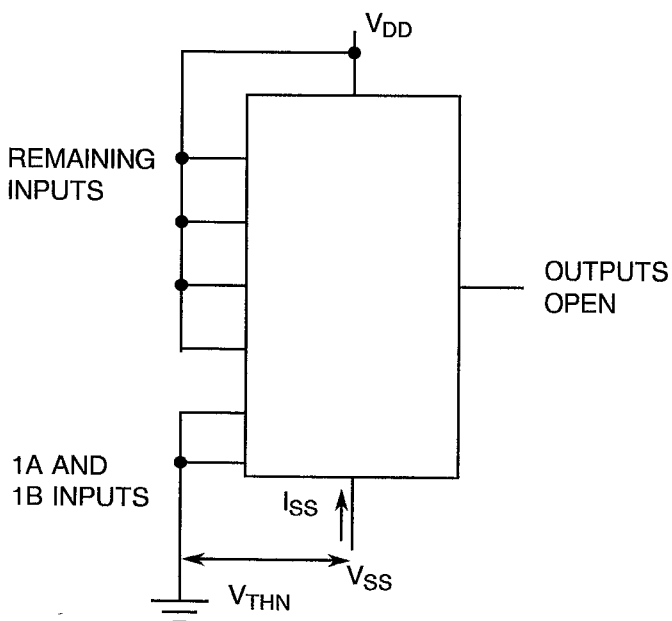 VDD
REMAINING
INPUTS
OUTPUTS
OPEN
1A AND
1B INPUTS
ISS
VSS
VTHN